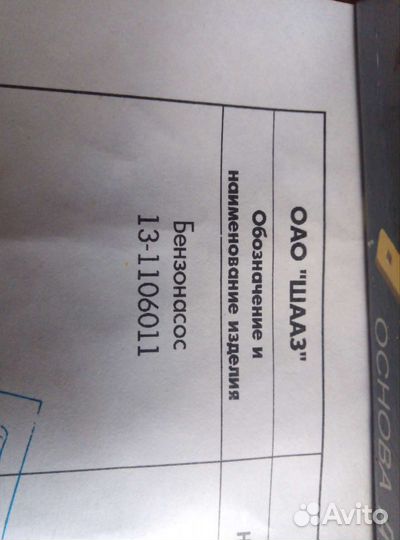 ОАО "ШААЗ"
Обозначение и
наименование изделия
Бензонасос
13-1106011
ОСНОВА
Avito